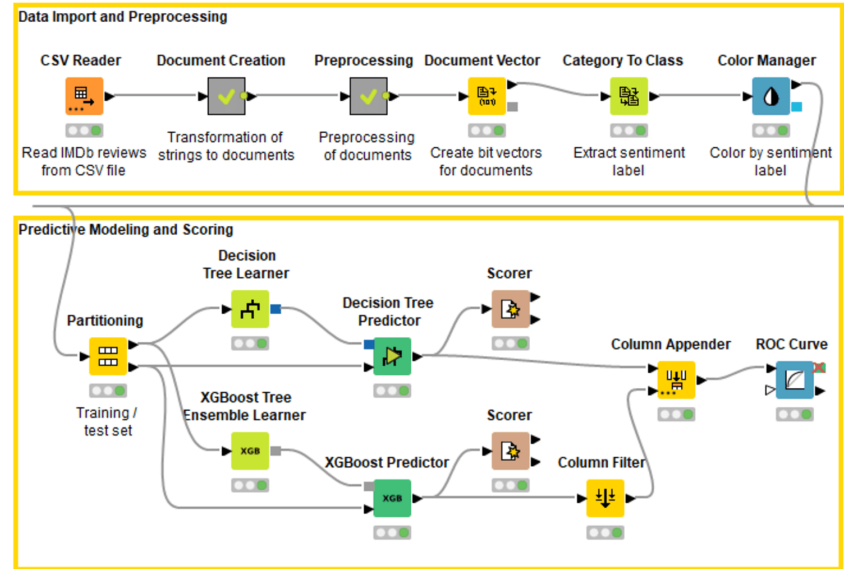 Data Import and Preprocessing
CSV Reader
Document Creation
Preprocessing
Document Vector
Category To Class
Color Manager
Read IMDb reviews
from CSV file
Transformation of
strings to documents
Preprocessing
of documents
Create bit vectors
for documents
Extract sentiment
label
Color by sentiment
label
Predictive Modeling and Scoring
Decision
Tree Learner
Scorer
Decision Tree
Predictor
Partitioning
Column Appender
ROC Curve
Training /
test set
XGBoost Tree
Ensemble Learner
XGB
Scorer
XGBoost Predictor
XGB
Column Filter